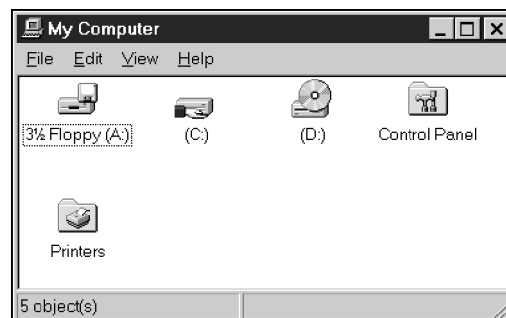 My Computer
File Edit View Help
3½ Floppy (A:) (C:) (D:) Control Panel
Printers
5 object(s)